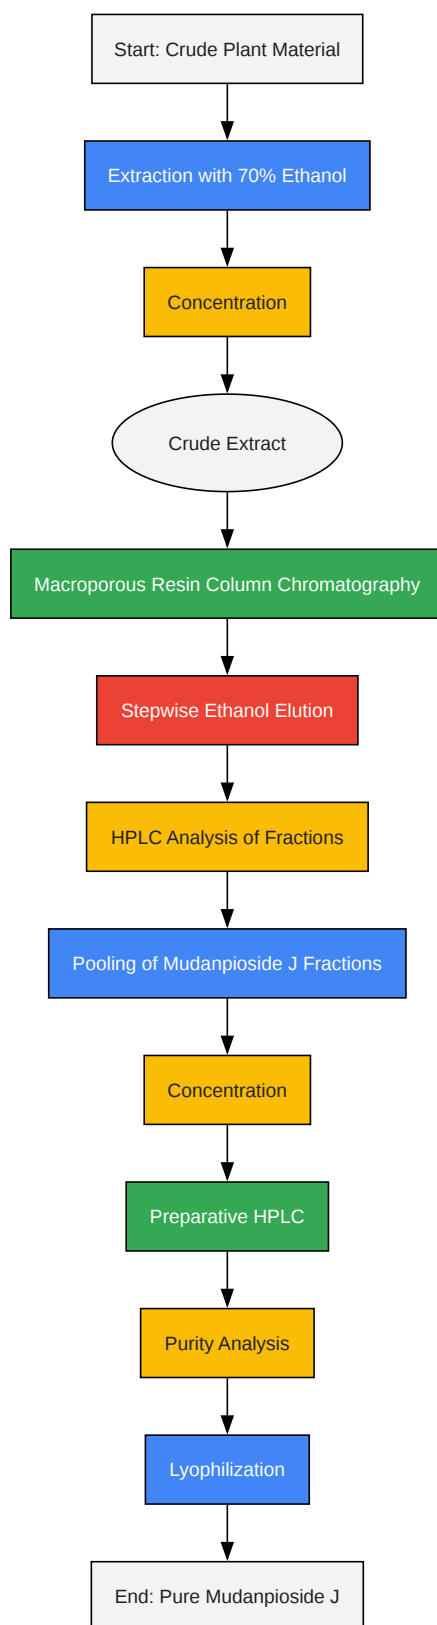 Start: Crude Plant Material
Extraction with 70% Ethanol
Concentration
Crude Extract
Macroporous Resin Column Chromatography
Stepwise Ethanol Elution
HPLC Analysis of Fractions
Pooling of Mudanpioside J Fractions
Concentration
Preparative HPLC
Purity Analysis
Lyophilization
End: Pure Mudanpioside J